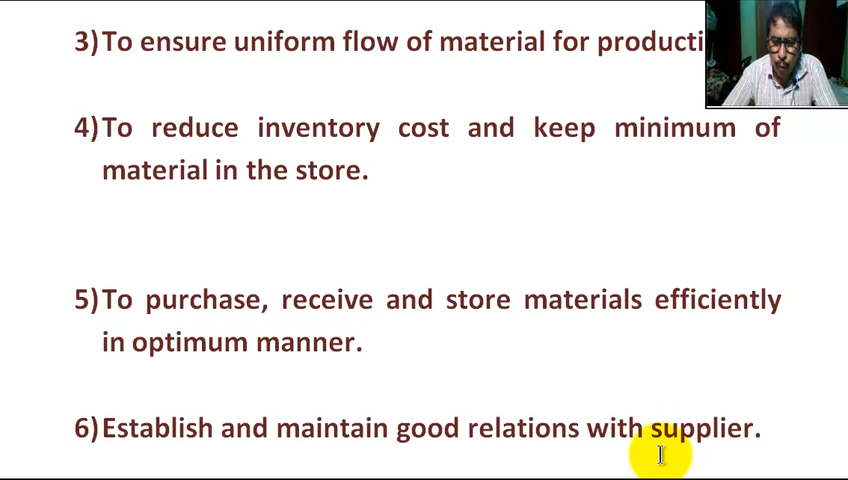 3) To ensure uniform flow of material for producti
4) To reduce inventory cost and keep minimum of
material in the store.
5) To purchase, receive and store materials efficiently
in optimum manner.
6) Establish and maintain good relations with supplier.